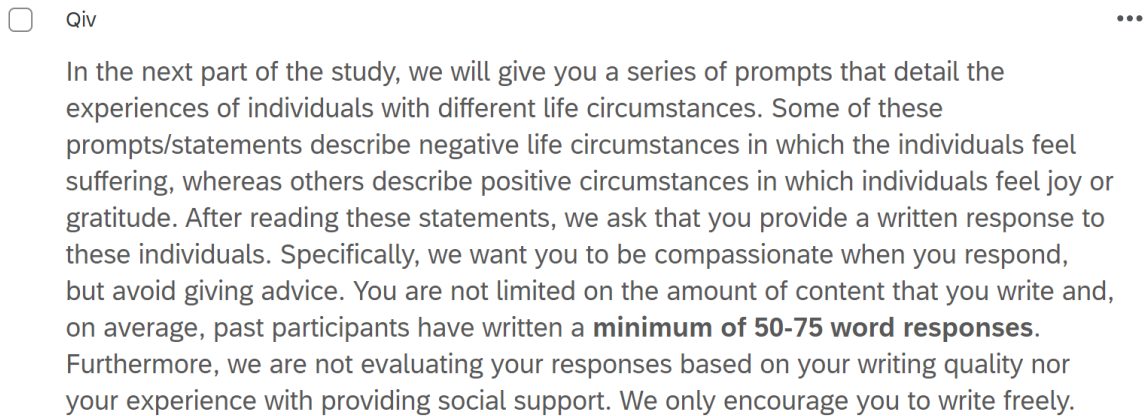 Qiv
In the next part of the study, we will give you a series of prompts that detail the
experiences of individuals with different life circumstances. Some of these
prompts/statements describe negative life circumstances in which the individuals feel
suffering, whereas others describe positive circumstances in which individuals feel joy or
gratitude. After reading these statements, we ask that you provide a written response to
these individuals. Specifically, we want you to be compassionate when you respond,
but avoid giving advice. You are not limited on the amount of content that you write and,
on average, past participants have written a minimum of 50-75 word responses.
Furthermore, we are not evaluating your responses based on your writing quality nor
your experience with providing social support. We only encourage you to write freely.